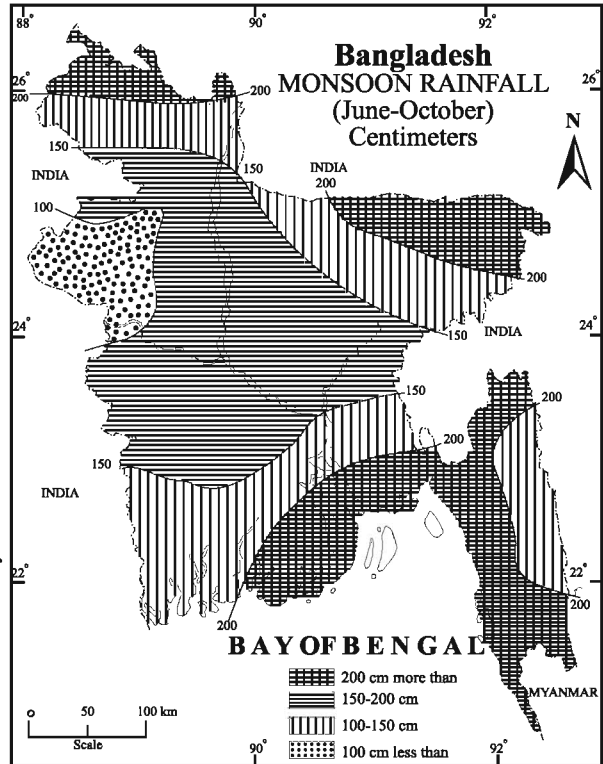 88° 90° 92°
Bangladesh
MONSOON RAINFALL
(June-October)
Centimeters
N
26° 26°
200 200
150 150
INDIA
INDIA
200
100
200
24° 24°
150
INDIA
150
200
200
150
INDIA
22° 22°
200
200
BAY OF BENGAL
200 cm more than
150-200 cm
100-150 cm
100 cm less than
MYANMAR
0 50 100 km
Scale
90° 92°